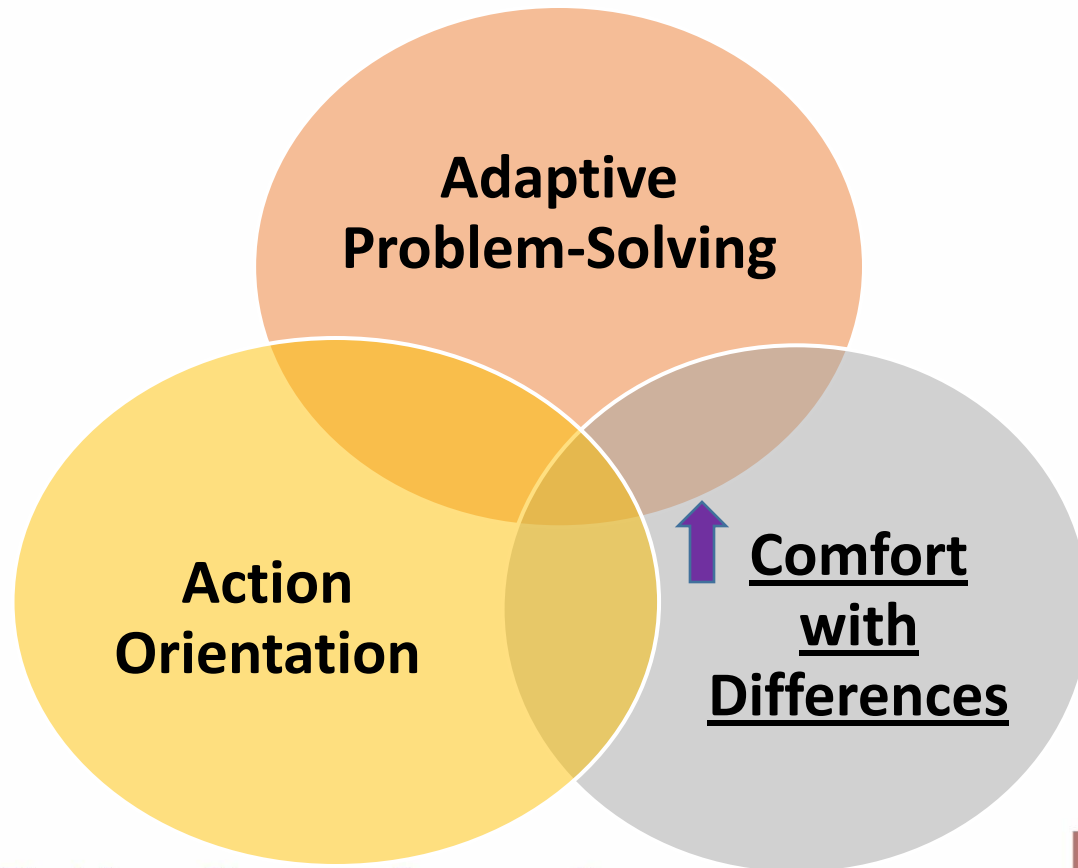 Adaptive
Problem-Solving
Action
Orientation
Comfort
with
Differences